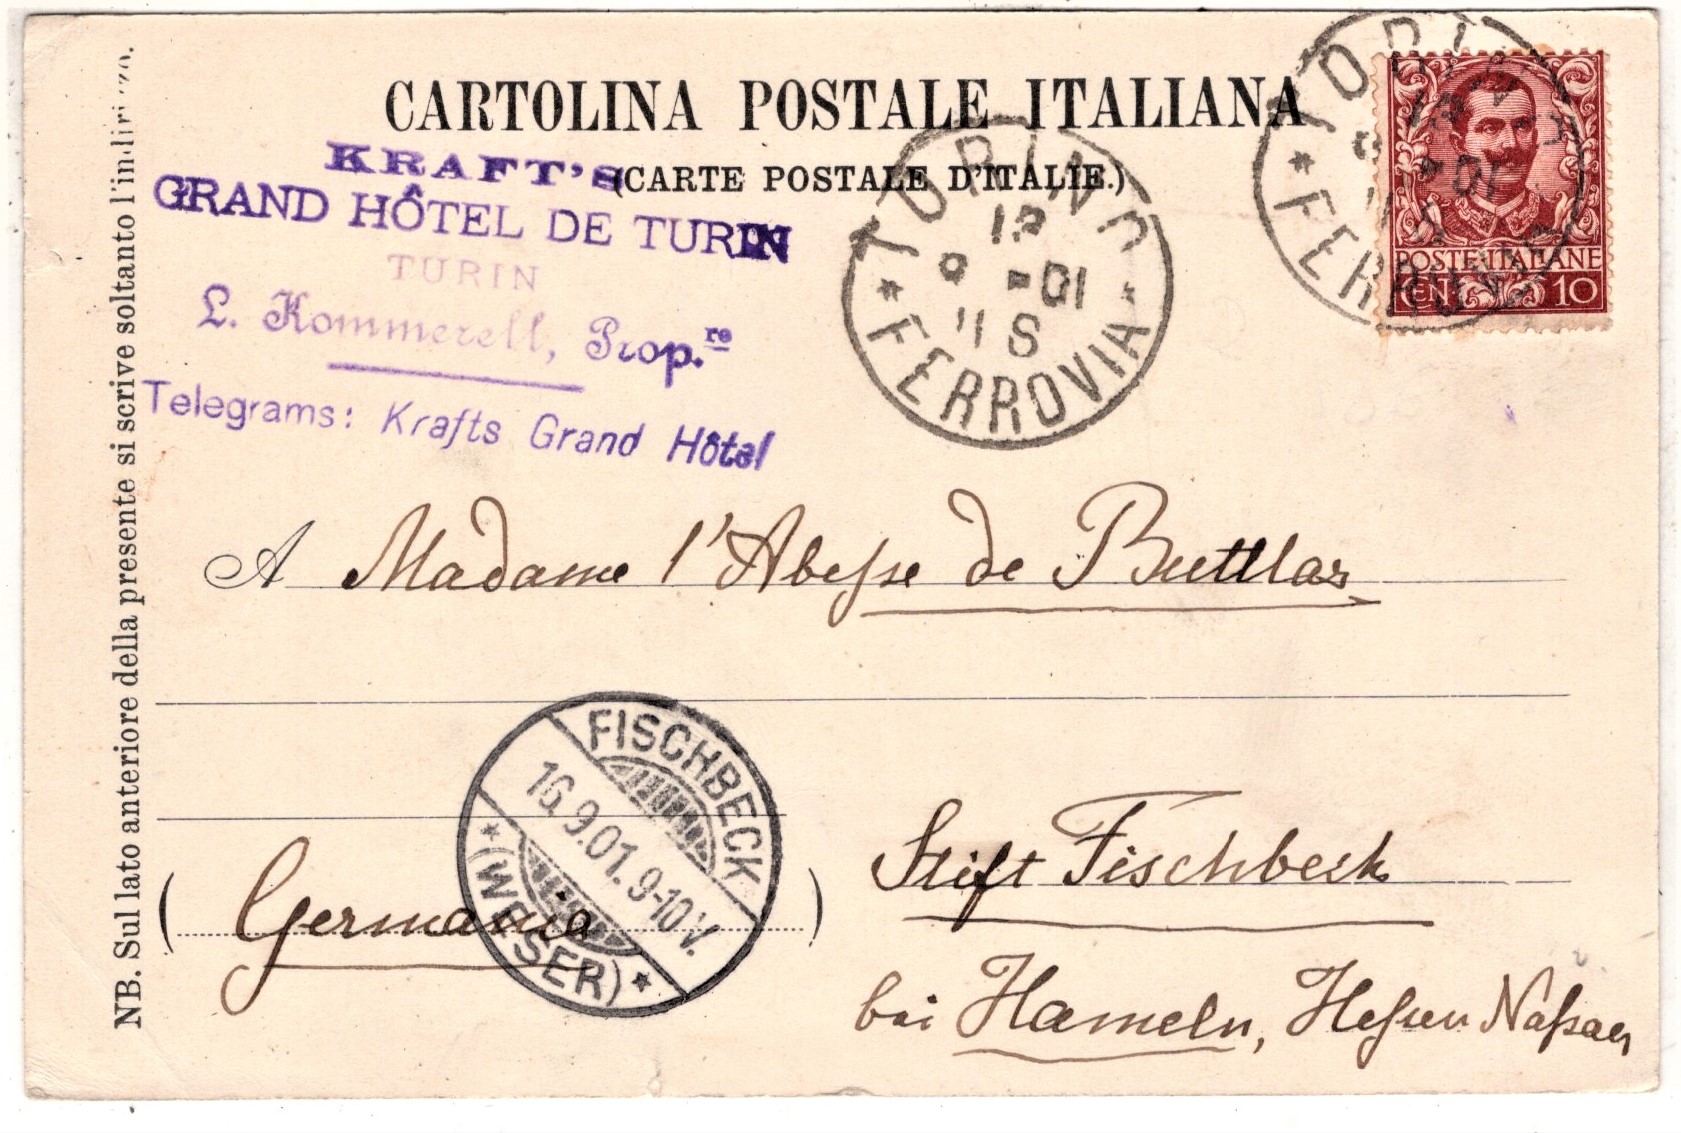 CARTOLINA POSTALE ITALIANA
(CARTE POSTALE D'ITALIE.)
KRAFT'S
GRAND HÔTEL DE TURIN
TURIN
L. Kommerell, Prop.re
Telegrams: Krafts Grand Hôtel
TORINO
12
9 - 01
11 S
* FERROVIA *
TORINO
* FERROVIA
POSTE ITALIANE
CEN 10
A Madame l'Abesse de Buttlar
FISCHBECK
16.9.01. 9-10 V.
* (WESER) *
Stift Fischbeck
(Germania)
bei Hameln, Hessen Nassau
NB. Sul lato anteriore della presente si scrive soltanto l'indirizzo.